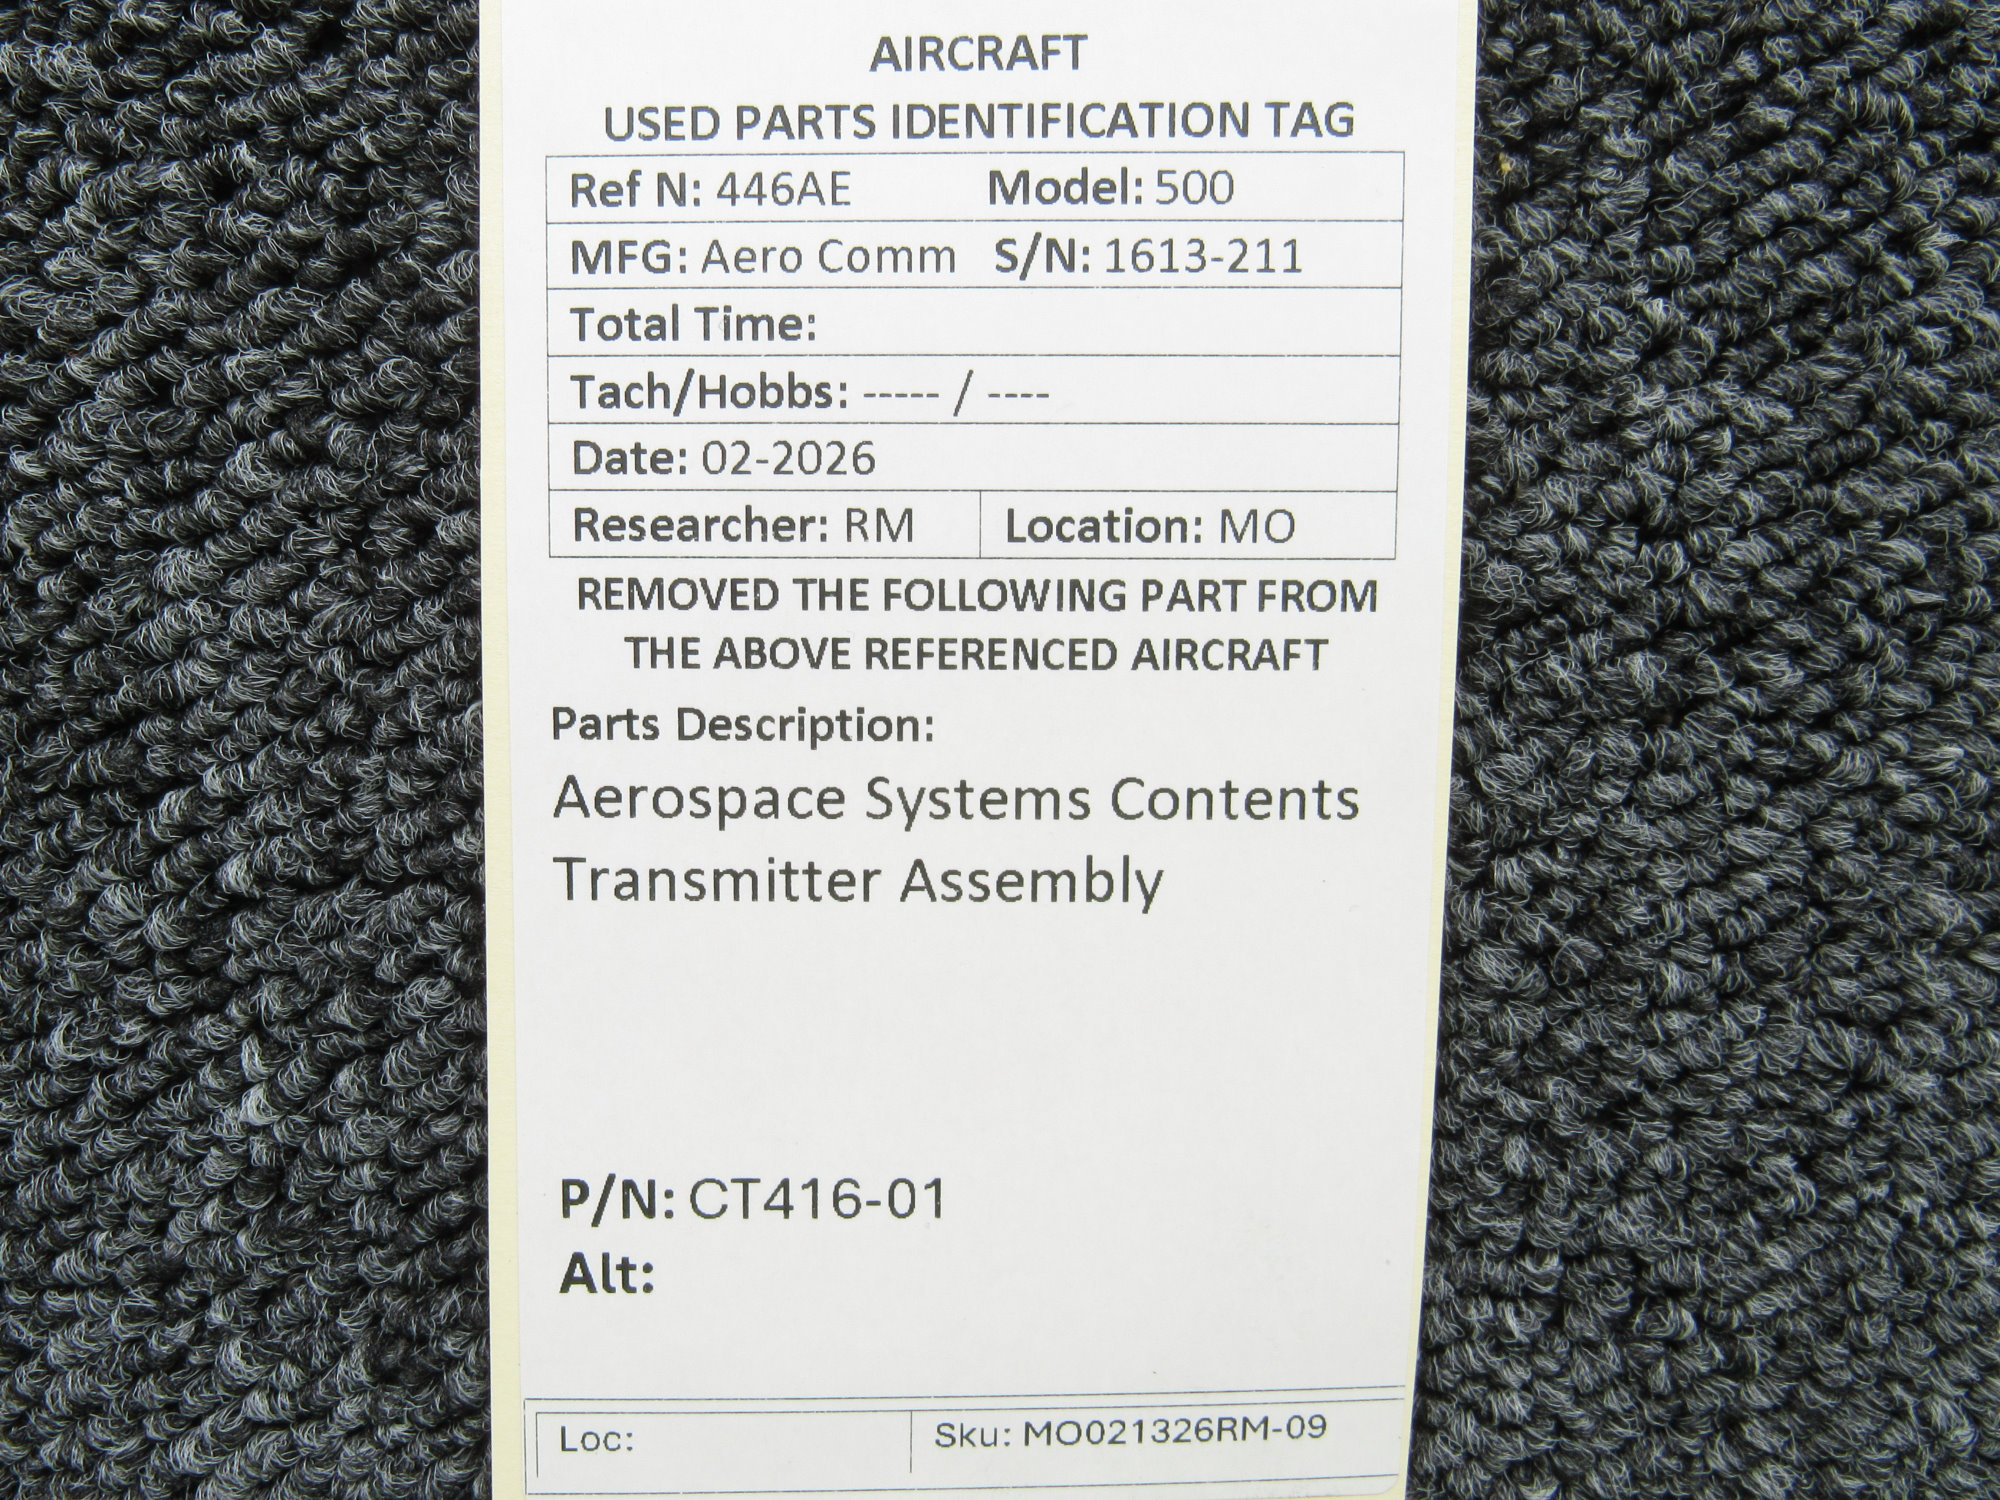 AIRCRAFT
USED PARTS IDENTIFICATION TAG
Ref N: 446AE Model: 500
MFG: Aero Comm S/N: 1613-211
Total Time:
Tach/Hobbs: ----- / ----
Date: 02-2026
Researcher: RM Location: MO
REMOVED THE FOLLOWING PART FROM
THE ABOVE REFERENCED AIRCRAFT
Parts Description:
Aerospace Systems Contents
Transmitter Assembly
P/N: CT416-01
Alt:
Loc: Sku: MO021326RM-09